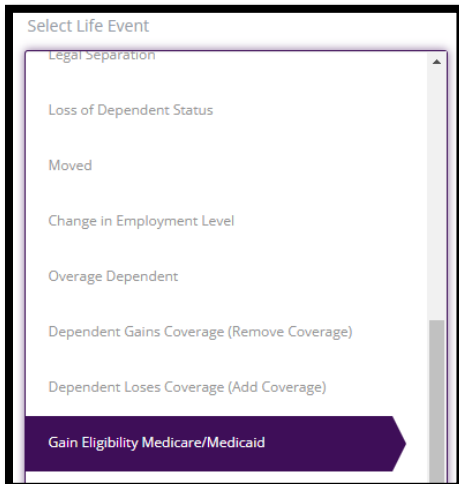 Select Life Event
Legal Separation
Loss of Dependent Status
Moved
Change in Employment Level
Overage Dependent
Dependent Gains Coverage (Remove Coverage)
Dependent Loses Coverage (Add Coverage)
Gain Eligibility Medicare/Medicaid